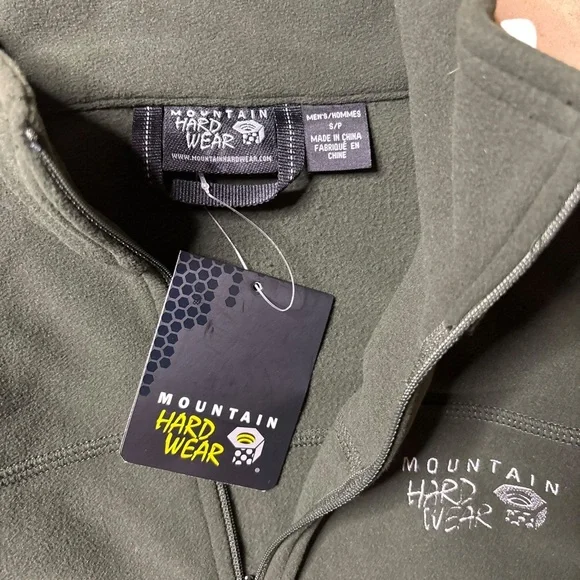 MOUNTAIN
HARD
WEAR
WWW.MOUNTAINHARDWEAR.COM
MEN'S/HOMMES
S/P
MADE IN CHINA
FABRIQUÉ EN
CHINE
MOUNTAIN
HARD
WEAR
MOUNTAIN
HARD
WEAR